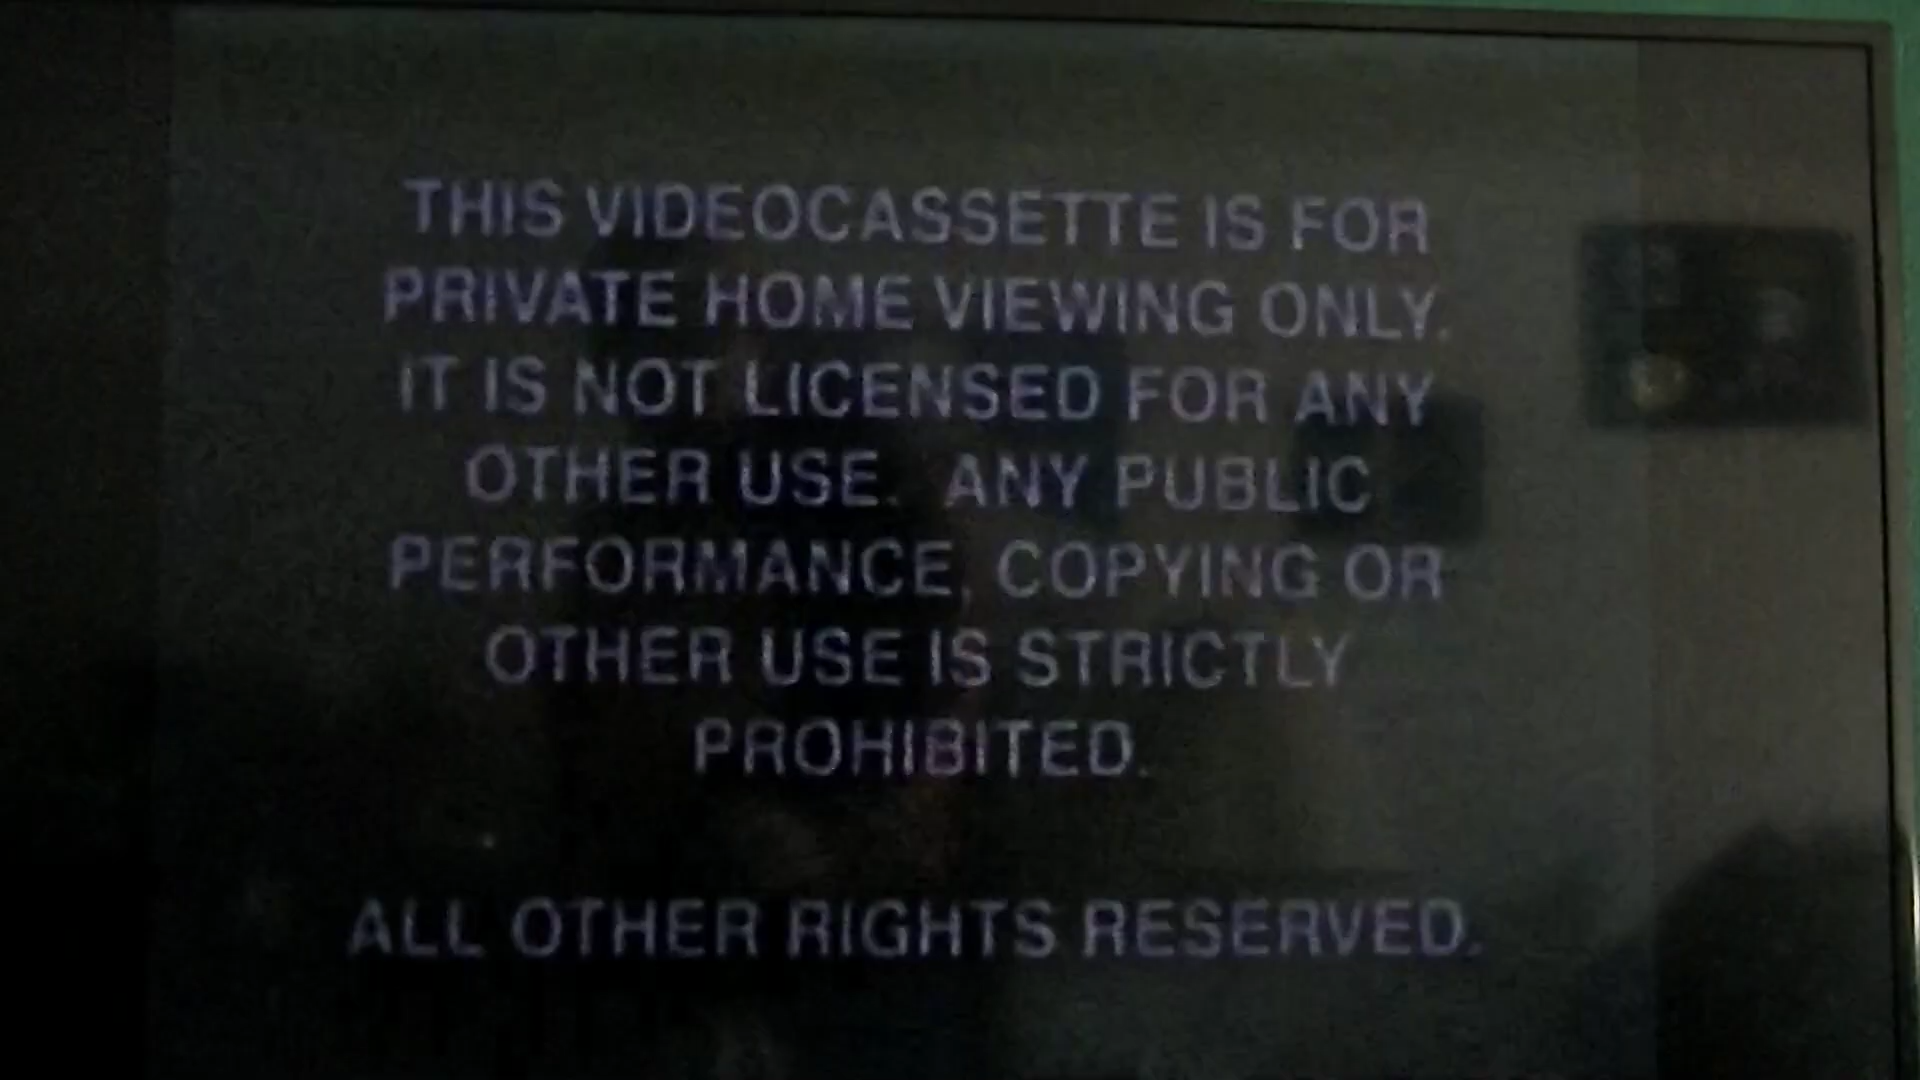 THIS VIDEOCASSETTE IS FOR
PRIVATE HOME VIEWING ONLY.
IT IS NOT LICENSED FOR ANY
OTHER USE. ANY PUBLIC
PERFORMANCE, COPYING OR
OTHER USE IS STRICTLY
PROHIBITED.
ALL OTHER RIGHTS RESERVED.